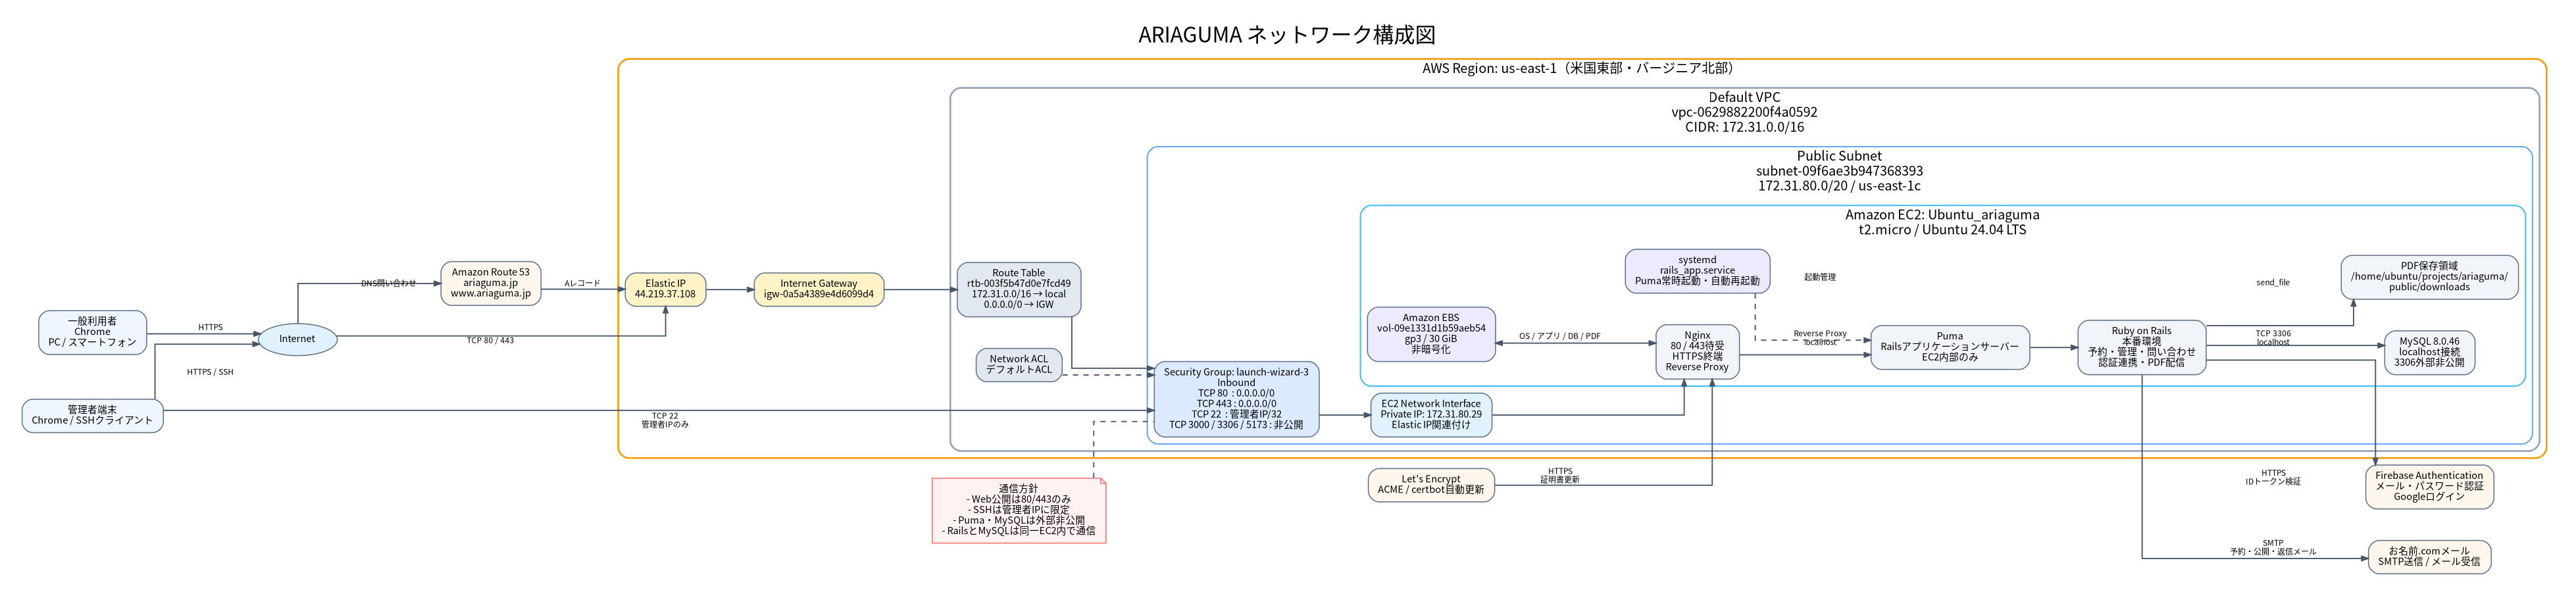 ARIAGUMA ネットワーク構成図
AWS Region: us-east-1（米国東部・バージニア北部）
Default VPC
vpc-0629882200f4a0592
CIDR: 172.31.0.0/16
Public Subnet
subnet-09f6ae3b947368393
172.31.80.0/20 / us-east-1c
Amazon EC2: Ubuntu_ariaguma
t2.micro / Ubuntu 24.04 LTS
一般利用者
Chrome
PC / スマートフォン
HTTPS
管理者端末
Chrome / SSHクライアント
HTTPS / SSH
Internet
DNS問い合わせ
TCP 80 / 443
Amazon Route 53
ariaguma.jp
www.ariaguma.jp
Aレコード
Elastic IP
44.219.37.108
Internet Gateway
igw-0a5a4389e4d6099d4
TCP 22
管理者IPのみ
Route Table
rtb-003f5b47d0e7fcd49
172.31.0.0/16 → local
0.0.0.0/0 → IGW
Network ACL
デフォルトACL
Security Group: launch-wizard-3
Inbound
TCP 80 : 0.0.0.0/0
TCP 443 : 0.0.0.0/0
TCP 22 : 管理者IP/32
TCP 3000 / 3306 / 5173 : 非公開
通信方針
- Web公開は80/443のみ
- SSHは管理者IPに限定
- Puma・MySQLは外部非公開
- RailsとMySQLは同一EC2内で通信
EC2 Network Interface
Private IP: 172.31.80.29
Elastic IP関連付け
Amazon EBS
vol-09e1331d1b59aeb54
gp3 / 30 GiB
非暗号化
OS / アプリ / DB / PDF
systemd
rails_app.service
Puma常時起動・自動再起動
起動管理
Nginx
80 / 443待受
HTTPS終端
Reverse Proxy
Reverse Proxy
localhost
Puma
Railsアプリケーションサーバー
EC2内部のみ
Ruby on Rails
本番環境
予約・管理・問い合わせ
認証連携・PDF配信
send_file
PDF保存領域
/home/ubuntu/projects/ariaguma/
public/downloads
TCP 3306
localhost
MySQL 8.0.46
localhost接続
3306外部非公開
Let's Encrypt
ACME / certbot自動更新
HTTPS
証明書更新
HTTPS
IDトークン検証
Firebase Authentication
メール・パスワード認証
Googleログイン
SMTP
予約・公開・返信メール
お名前.comメール
SMTP送信 / メール受信